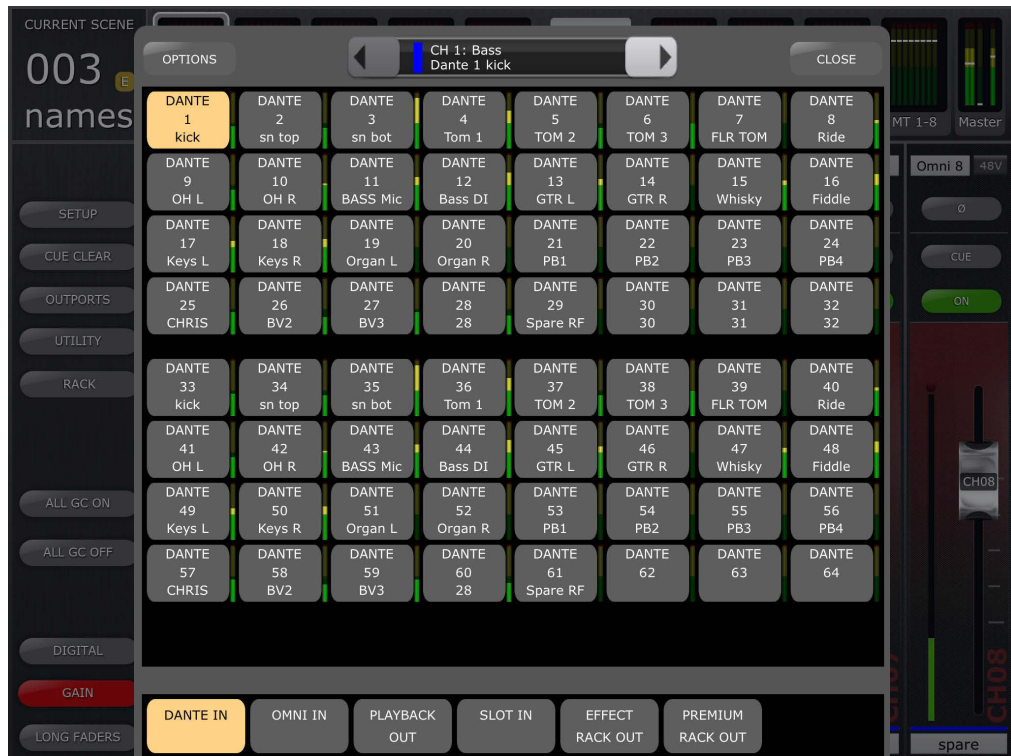 CURRENT SCENE
003 E
names
SETUP
CUE CLEAR
OUTPORTS
UTILITY
RACK
ALL GC ON
ALL GC OFF
DIGITAL
GAIN
LONG FADERS
OPTIONS
CH 1: Bass
Dante 1 kick
CLOSE
DANTE DANTE DANTE DANTE DANTE DANTE DANTE DANTE
1 2 3 4 5 6 7 8
kick sn top sn bot Tom 1 TOM 2 TOM 3 FLR TOM Ride
DANTE DANTE DANTE DANTE DANTE DANTE DANTE DANTE
9 10 11 12 13 14 15 16
OH L OH R BASS Mic Bass DI GTR L GTR R Whisky Fiddle
DANTE DANTE DANTE DANTE DANTE DANTE DANTE DANTE
17 18 19 20 21 22 23 24
Keys L Keys R Organ L Organ R PB1 PB2 PB3 PB4
DANTE DANTE DANTE DANTE DANTE DANTE DANTE DANTE
25 26 27 28 29 30 31 32
CHRIS BV2 BV3 28 Spare RF 30 31 32
DANTE DANTE DANTE DANTE DANTE DANTE DANTE DANTE
33 34 35 36 37 38 39 40
kick sn top sn bot Tom 1 TOM 2 TOM 3 FLR TOM Ride
DANTE DANTE DANTE DANTE DANTE DANTE DANTE DANTE
41 42 43 44 45 46 47 48
OH L OH R BASS Mic Bass DI GTR L GTR R Whisky Fiddle
DANTE DANTE DANTE DANTE DANTE DANTE DANTE DANTE
49 50 51 52 53 54 55 56
Keys L Keys R Organ L Organ R PB1 PB2 PB3 PB4
DANTE DANTE DANTE DANTE DANTE DANTE DANTE DANTE
57 58 59 60 61 62 63 64
CHRIS BV2 BV3 28 Spare RF
DANTE IN OMNI IN PLAYBACK OUT SLOT IN EFFECT RACK OUT PREMIUM RACK OUT
MT 1-8 Master
Omni 8 48V
Ø
CUE
ON
CH08
CH07
CH08
spare